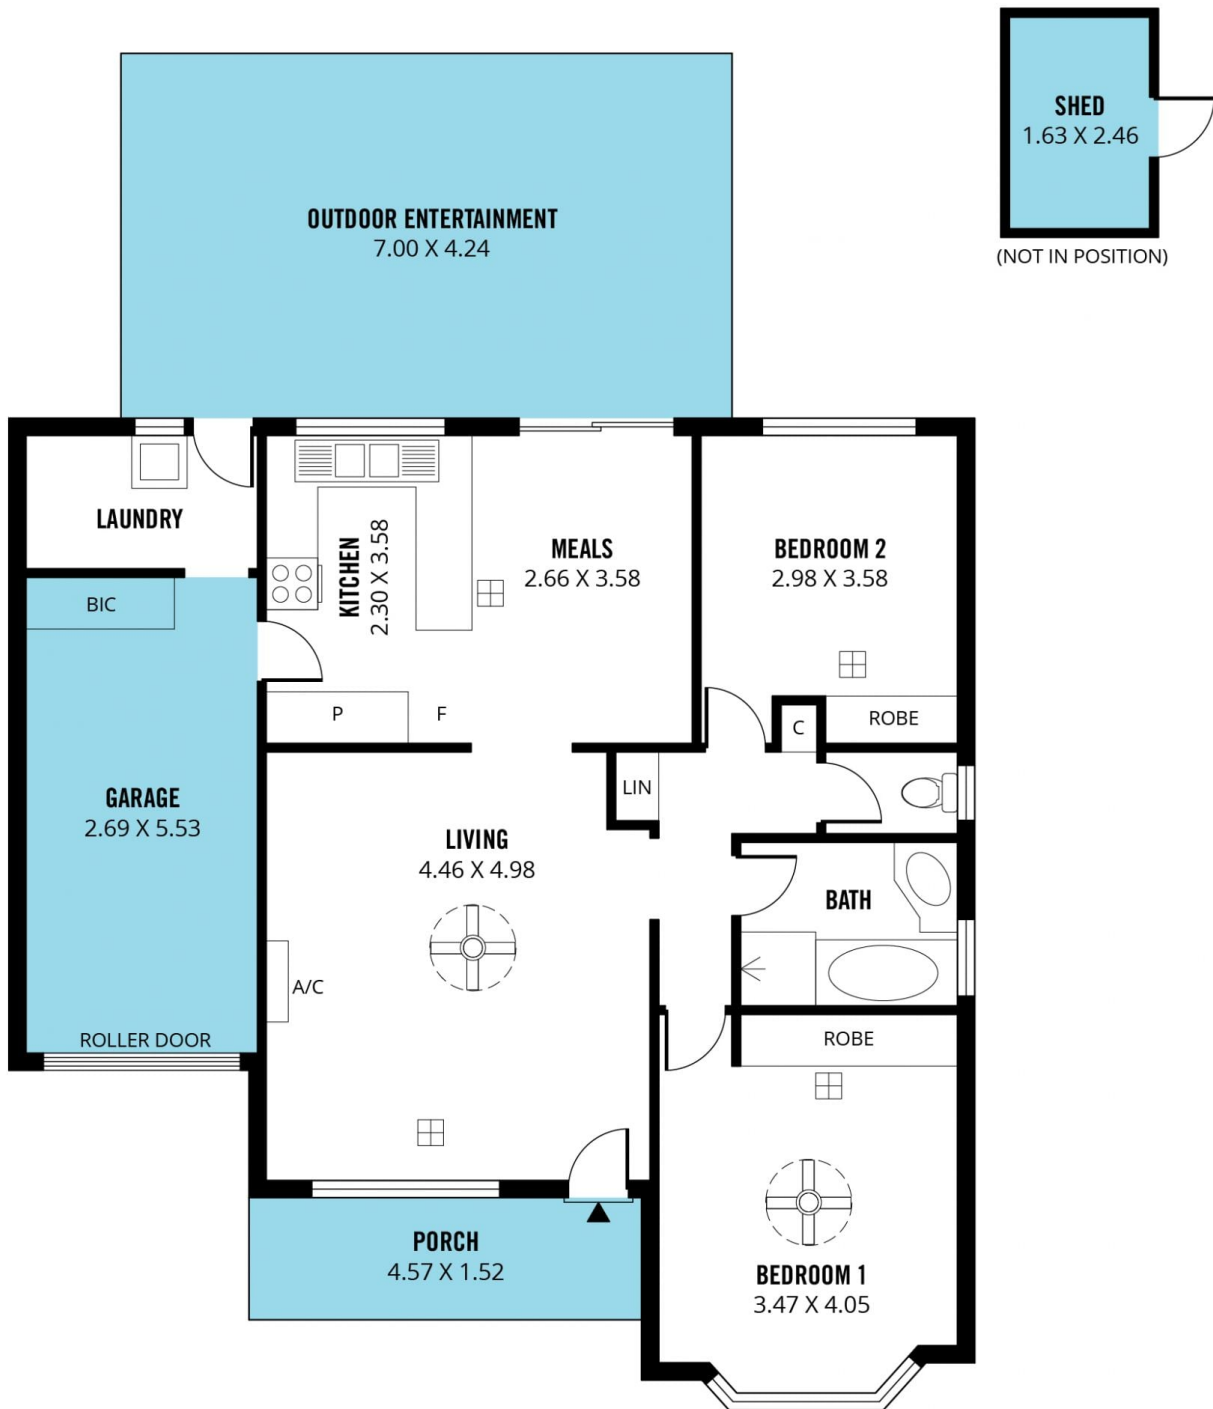 SHED
1.63 X 2.46
(NOT IN POSITION)
OUTDOOR ENTERTAINMENT
7.00 X 4.24
LAUNDRY
KITCHEN
2.30 X 3.58
MEALS
2.66 X 3.58
BEDROOM 2
2.98 X 3.58
BIC
P
F
C
ROBE
GARAGE
2.69 X 5.53
LIN
LIVING
4.46 X 4.98
BATH
A/C
ROLLER DOOR
ROBE
PORCH
4.57 X 1.52
BEDROOM 1
3.47 X 4.05